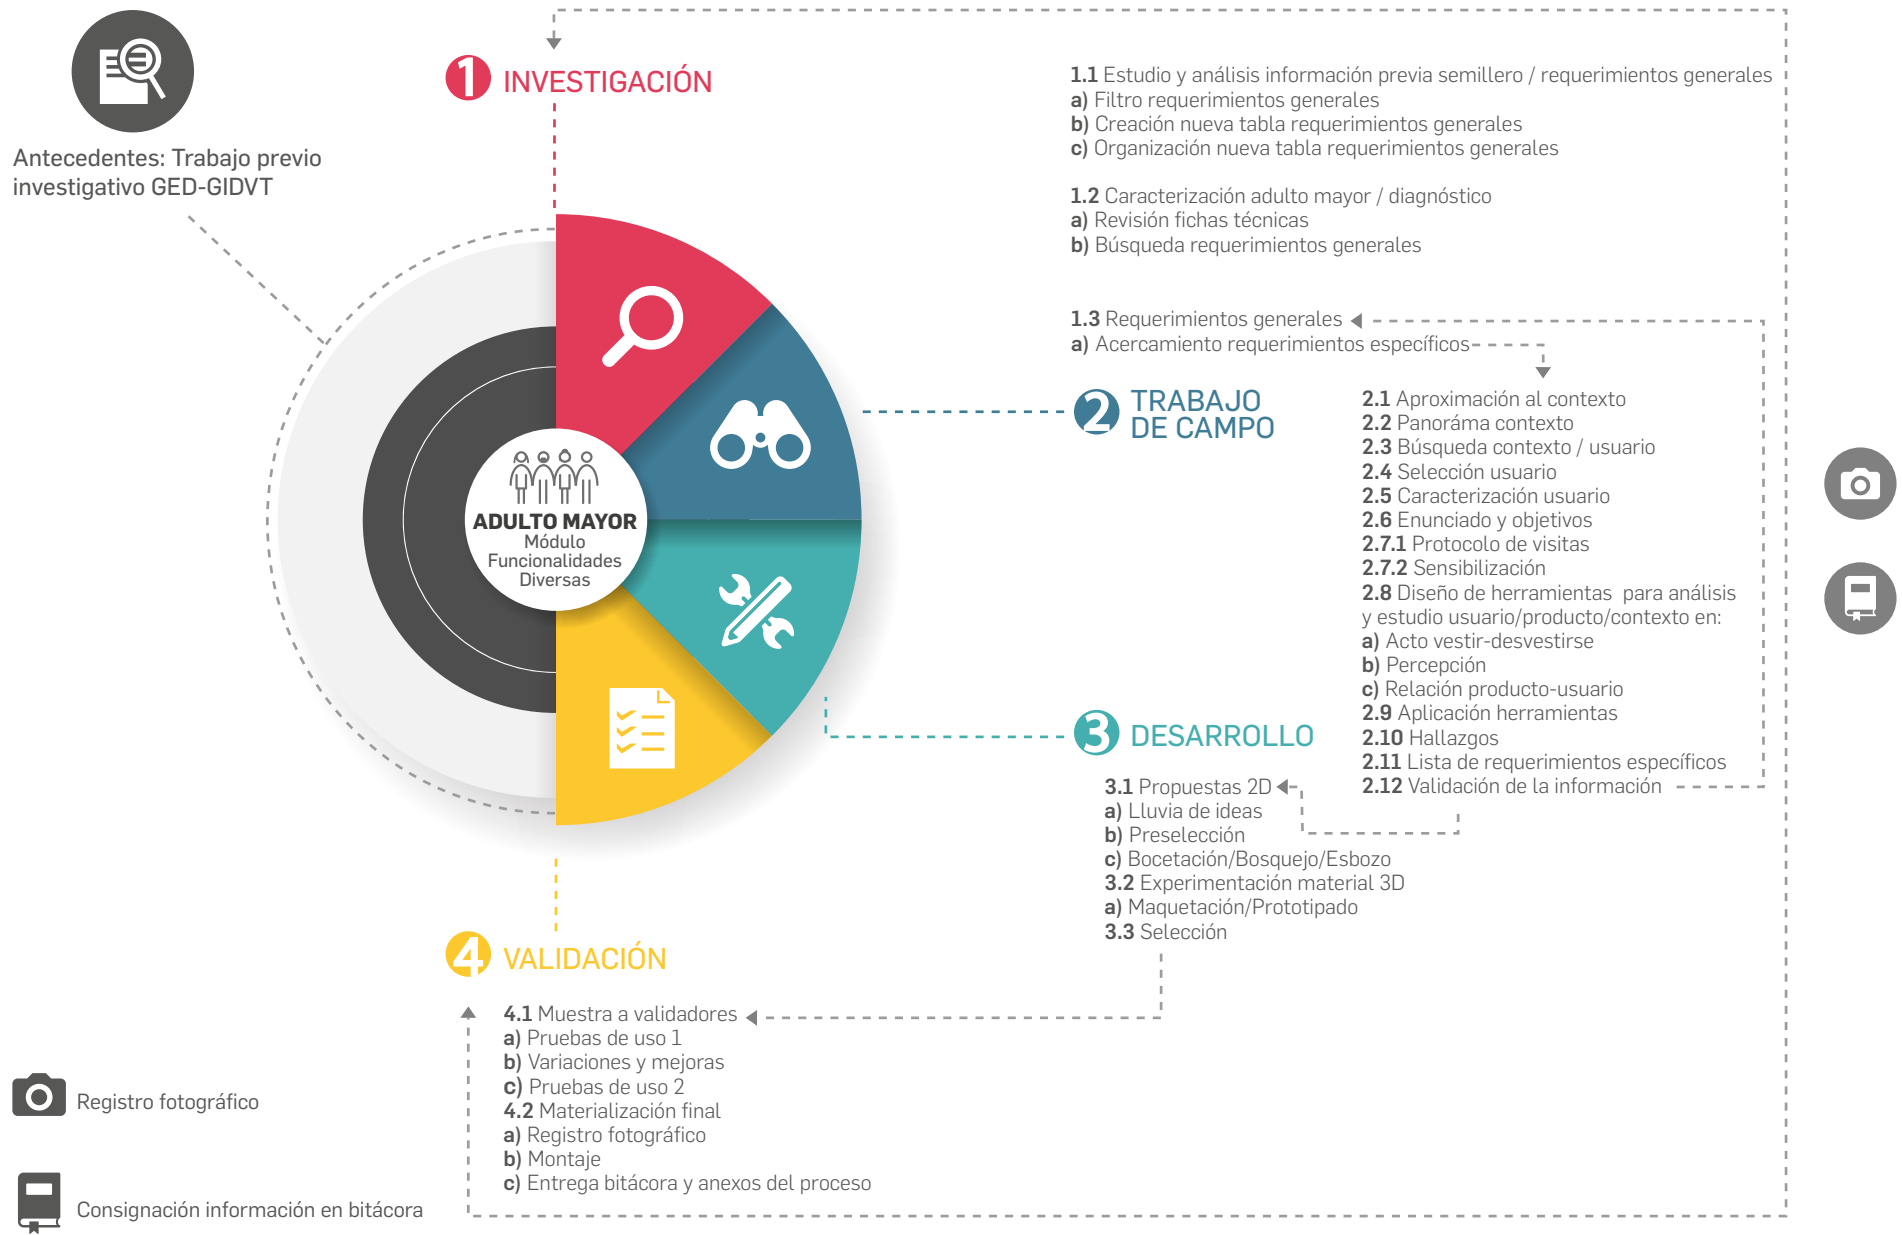 Antecedentes: Trabajo previo
investigativo GED-GIDVT
1 INVESTIGACIÓN
1.1 Estudio y análisis información previa semillero / requerimientos generales
a) Filtro requerimientos generales
b) Creación nueva tabla requerimientos generales
c) Organización nueva tabla requerimientos generales
1.2 Caracterización adulto mayor / diagnóstico
a) Revisión fichas técnicas
b) Búsqueda requerimientos generales
1.3 Requerimientos generales
a) Acercamiento requerimientos específicos
ADULTO MAYOR
Módulo
Funcionalidades
Diversas
2 TRABAJO
DE CAMPO
2.1 Aproximación al contexto
2.2 Panoráma contexto
2.3 Búsqueda contexto / usuario
2.4 Selección usuario
2.5 Caracterización usuario
2.6 Enunciado y objetivos
2.7.1 Protocolo de visitas
2.7.2 Sensibilización
2.8 Diseño de herramientas para análisis
y estudio usuario/producto/contexto en:
a) Acto vestir-desvestirse
b) Percepción
c) Relación producto-usuario
2.9 Aplicación herramientas
2.10 Hallazgos
2.11 Lista de requerimientos específicos
2.12 Validación de la información
3 DESARROLLO
3.1 Propuestas 2D
a) Lluvia de ideas
b) Preselección
c) Bocetación/Bosquejo/Esbozo
3.2 Experimentación material 3D
a) Maquetación/Prototipado
3.3 Selección
4 VALIDACIÓN
4.1 Muestra a validadores
a) Pruebas de uso 1
b) Variaciones y mejoras
c) Pruebas de uso 2
4.2 Materialización final
a) Registro fotográfico
b) Montaje
c) Entrega bitácora y anexos del proceso
Registro fotográfico
Consignación información en bitácora